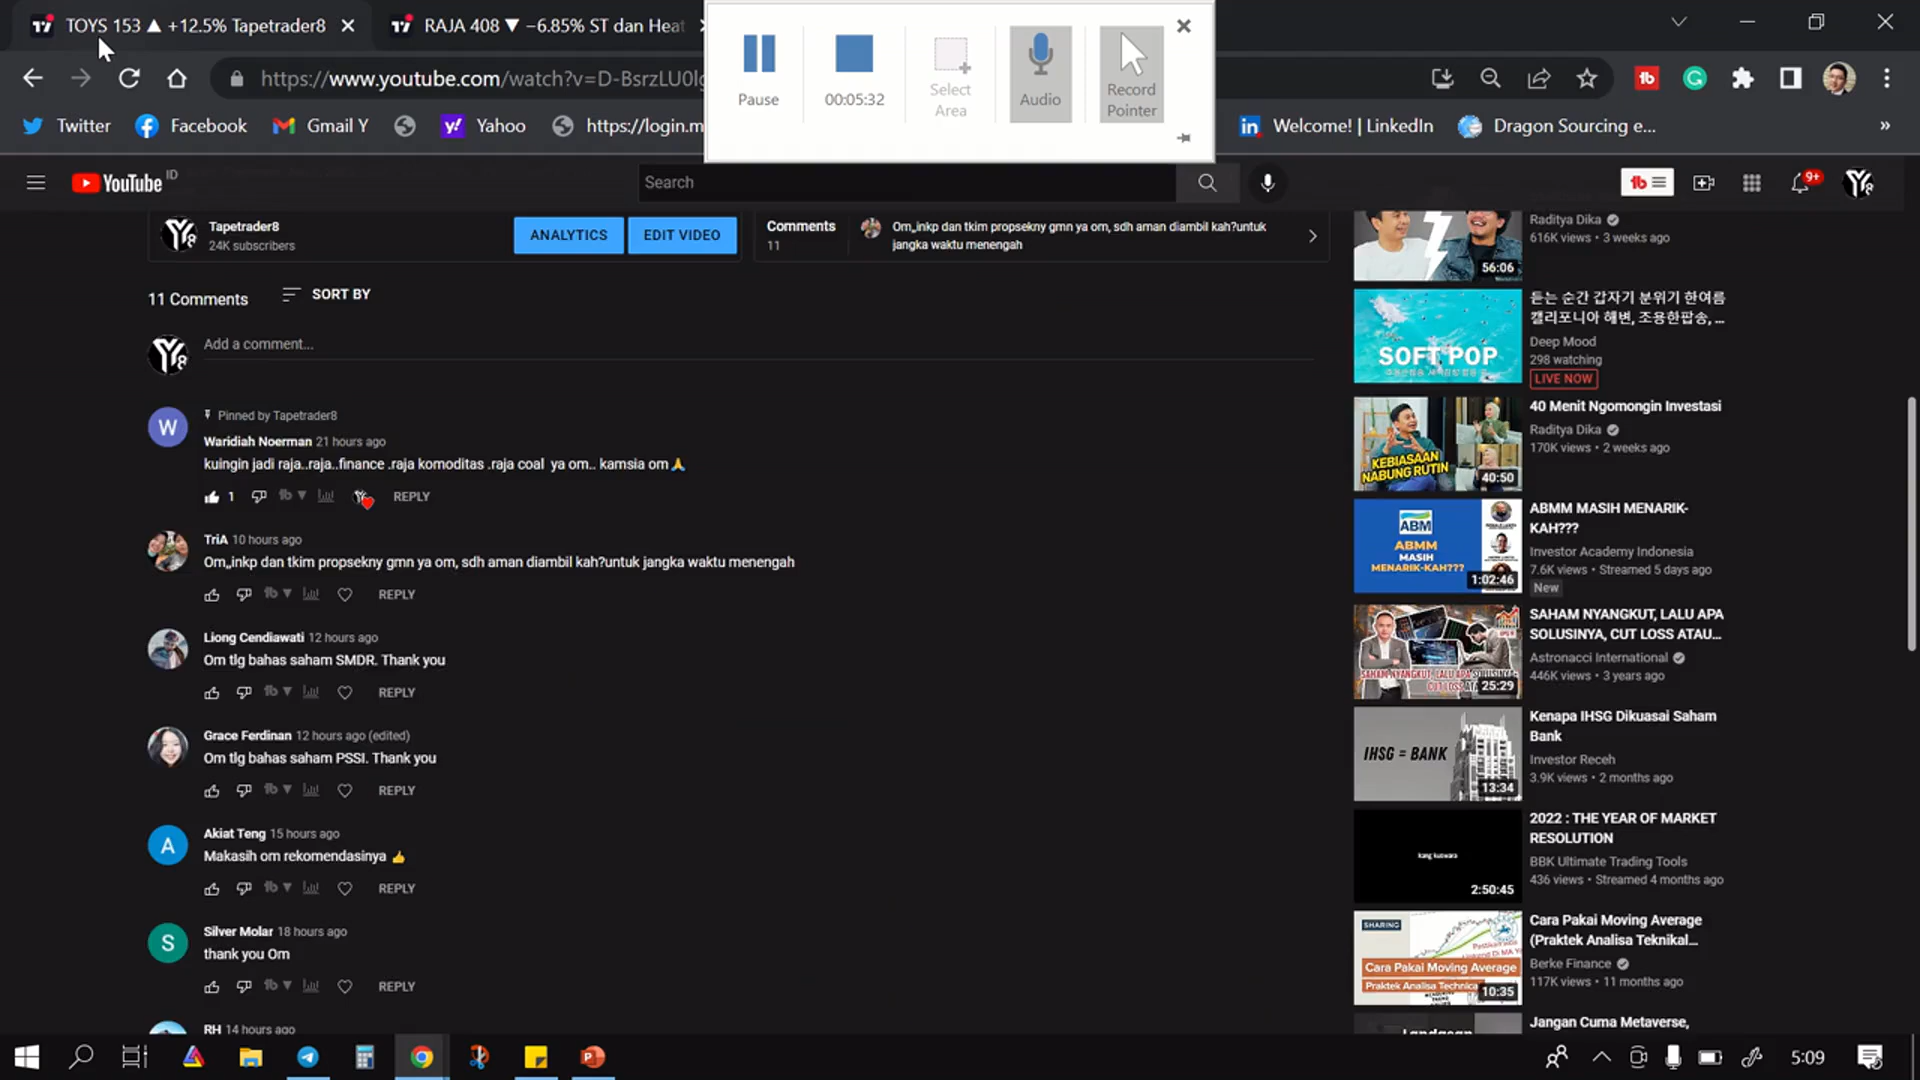 TOYS 153 ▲ +12.5% Tapetrader8
RAJA 408 ▼ −6.85% ST dan Heat
Pause
00:05:32
Select
Area
Audio
Record
Pointer
https://www.youtube.com/watch?v=D-BsrzLU0l
Twitter
Facebook
Gmail Y
Yahoo
https://login.m
Welcome! | LinkedIn
Dragon Sourcing e...
»
YouTube
ID
Search
9+
Tapetrader8
24K subscribers
ANALYTICS
EDIT VIDEO
Comments
11
Om,,inkp dan tkim propsekny gmn ya om, sdh aman diambil kah?untuk
jangka waktu menengah
11 Comments
SORT BY
Add a comment...
Pinned by Tapetrader8
W
Waridiah Noerman 21 hours ago
kuingin jadi raja..raja..finance .raja komoditas .raja coal ya om.. kamsia om🙏
1
REPLY
TriA 10 hours ago
Om,,inkp dan tkim propsekny gmn ya om, sdh aman diambil kah?untuk jangka waktu menengah
REPLY
Liong Cendiawati 12 hours ago
Om tlg bahas saham SMDR. Thank you
REPLY
Grace Ferdinan 12 hours ago (edited)
Om tlg bahas saham PSSI. Thank you
REPLY
A
Akiat Teng 15 hours ago
Makasih om rekomendasinya 👍
REPLY
S
Silver Molar 18 hours ago
thank you Om
REPLY
RH 14 hours ago
Raditya Dika
616K views • 3 weeks ago
56:06
SOFT POP
듣는 순간 갑자기 분위기 한여름
캘리포니아 해변, 조용한팝송, ...
Deep Mood
298 watching
LIVE NOW
KEBIASAAN
NABUNG RUTIN
40:50
40 Menit Ngomongin Investasi
Raditya Dika
170K views • 2 weeks ago
ABM
ABMM
MASIH
MENARIK-KAH???
1:02:46
ABMM MASIH MENARIK-
KAH???
Investor Academy Indonesia
7.6K views • Streamed 5 days ago
New
SAHAM NYANGKUT, LALU APA SOLUSINYA
CUT LOSS ATAU
25:29
SAHAM NYANGKUT, LALU APA
SOLUSINYA, CUT LOSS ATAU...
Astronacci International
446K views • 3 years ago
IHSG = BANK
13:34
Kenapa IHSG Dikuasai Saham
Bank
Investor Receh
3.9K views • 2 months ago
2:50:45
2022 : THE YEAR OF MARKET
RESOLUTION
BBK Ultimate Trading Tools
436 views • Streamed 4 months ago
SHARING
Cara Pakai Moving Average
Praktek Analisa Technica
10:35
Cara Pakai Moving Average
(Praktek Analisa Teknikal...
Berke Finance
117K views • 11 months ago
Jangan Cuma Metaverse,
5:09